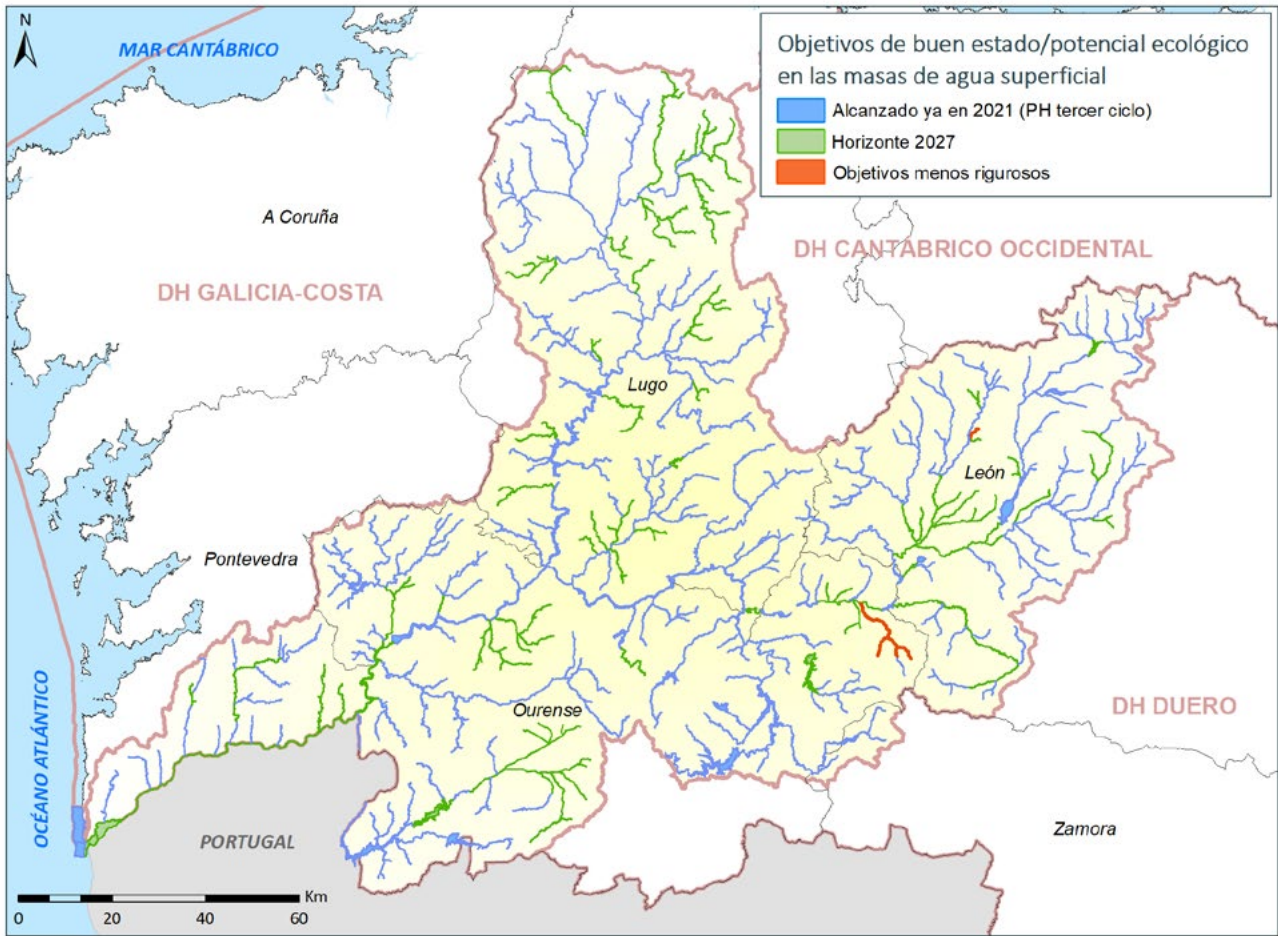 N
MAR CANTÁBRICO
Objetivos de buen estado/potencial ecológico
en las masas de agua superficial
Alcanzado ya en 2021 (PH tercer ciclo)
Horizonte 2027
Objetivos menos rigurosos
A Coruña
DH CANTÁBRICO OCCIDENTAL
DH GALICIA-COSTA
Lugo
León
Pontevedra
DH DUERO
Ourense
OCÉANO ATLÁNTICO
PORTUGAL
Zamora
Km
0 20 40 60